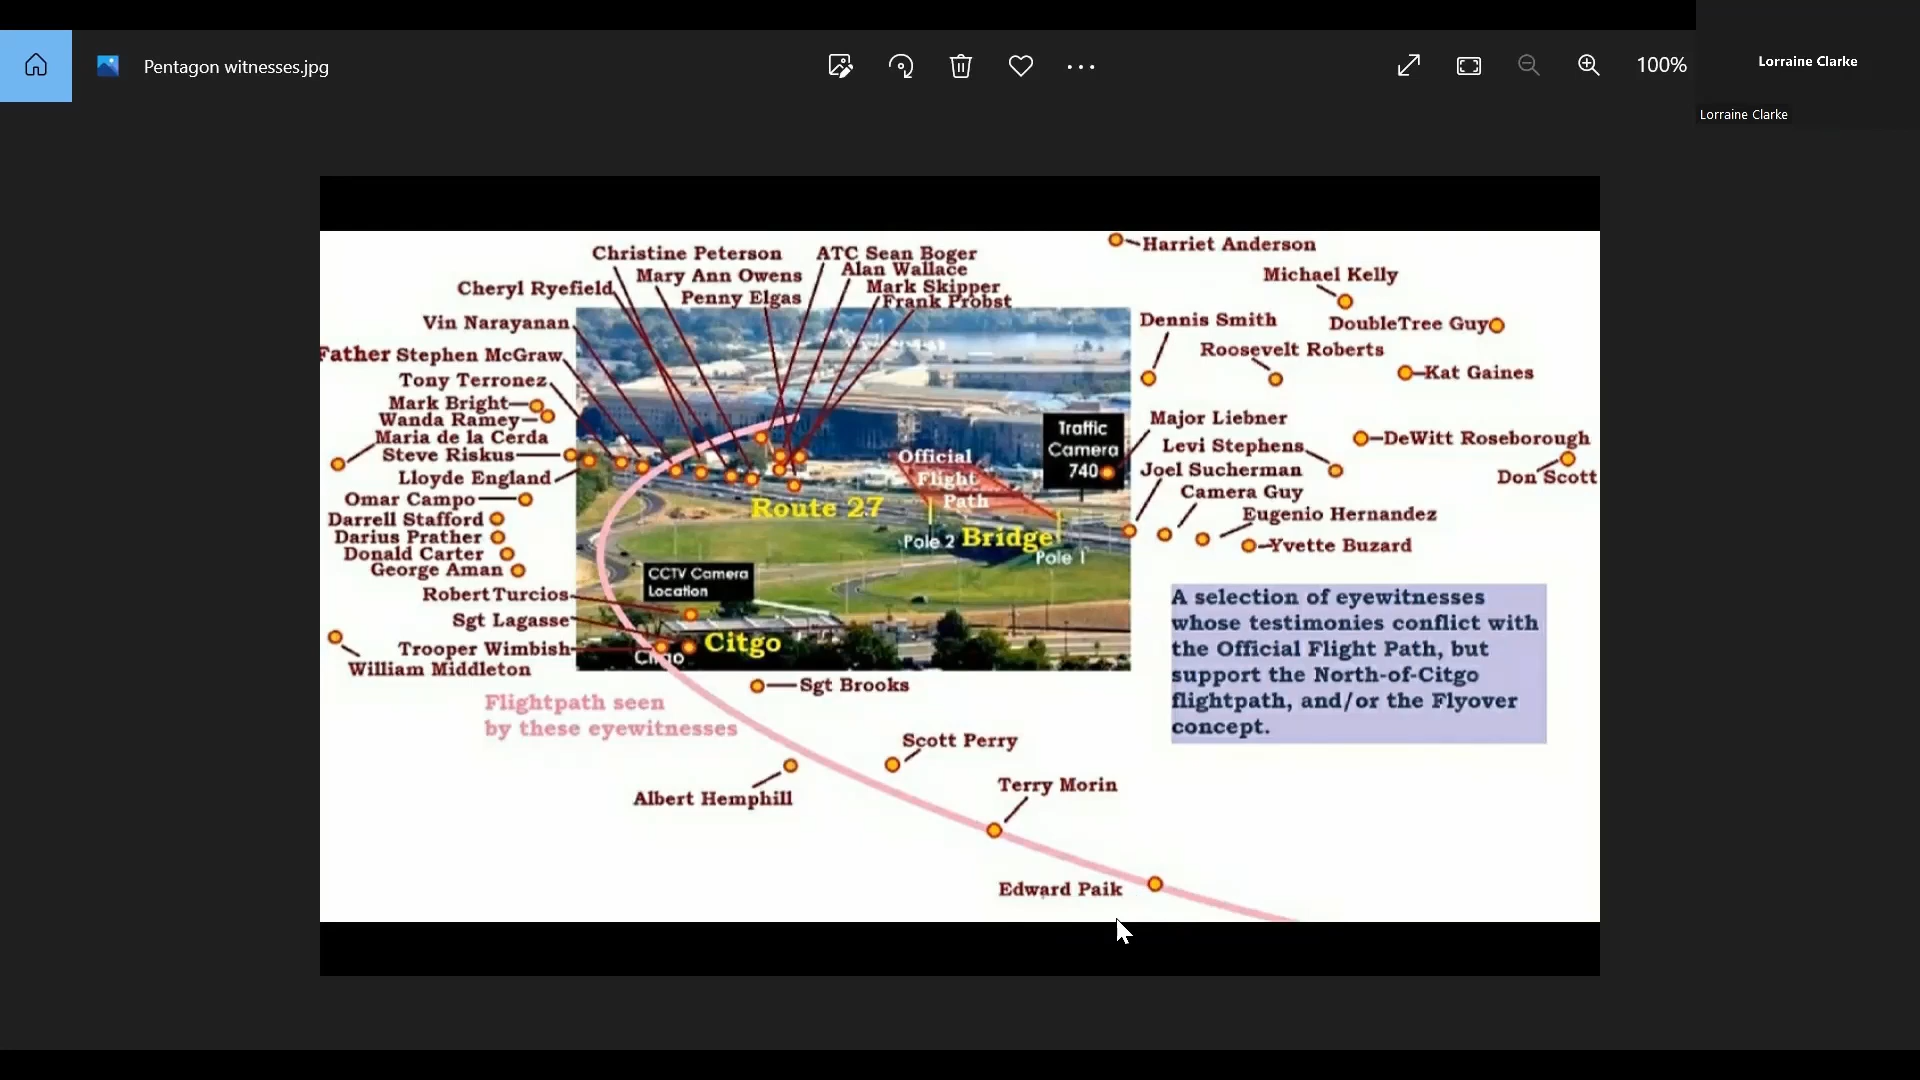 Pentagon witnesses.jpg
100%
Lorraine Clarke
Lorraine Clarke
Christine Peterson
ATC Sean Boger
Harriet Anderson
Mary Ann Owens
Alan Wallace
Michael Kelly
Cheryl Ryefield
Penny Elgas
Mark Skipper
Frank Probst
Vin Narayanan
Dennis Smith
DoubleTree Guy
Father Stephen McGraw
Roosevelt Roberts
Tony Terronez
Kat Gaines
Mark Bright
Wanda Ramey
Maria de la Cerda
Steve Riskus
Lloyde England
Omar Campo
Darrell Stafford
Darius Prather
Donald Carter
George Aman
Robert Turcios
Sgt Lagasse
Trooper Wimbish
William Middleton
Traffic
Camera
740
Official
Flight
Path
Route 27
Pole 2
Bridge
Pole 1
CCTV Camera
Location
Citgo
Citgo
Major Liebner
Levi Stephens
DeWitt Roseborough
Joel Sucherman
Don Scott
Camera Guy
Eugenio Hernandez
Yvette Buzard
A selection of eyewitnesses
whose testimonies conflict with
the Official Flight Path, but
support the North-of-Citgo
flightpath, and/or the Flyover
concept.
Sgt Brooks
Flightpath seen
by these eyewitnesses
Scott Perry
Albert Hemphill
Terry Morin
Edward Paik